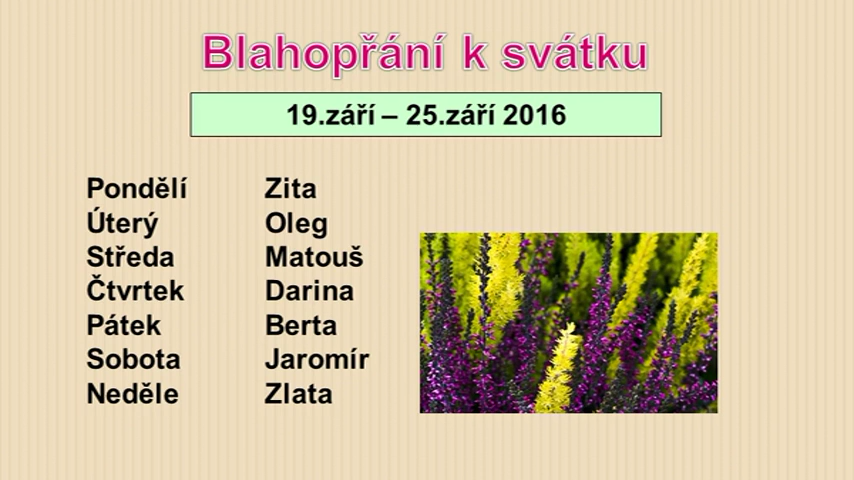 Blahopřání k svátku
19.září – 25.září 2016
Pondělí Zita
Úterý Oleg
Středa Matouš
Čtvrtek Darina
Pátek Berta
Sobota Jaromír
Neděle Zlata